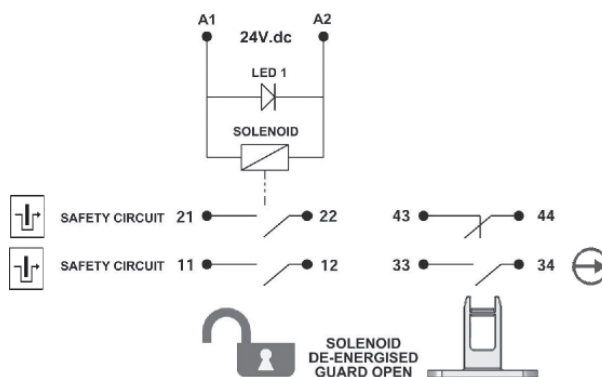 A1 A2
24V.dc
LED 1
SOLENOID
SAFETY CIRCUIT 21 22 43 44
SAFETY CIRCUIT 11 12 33 34
SOLENOID
DE-ENERGISED
GUARD OPEN